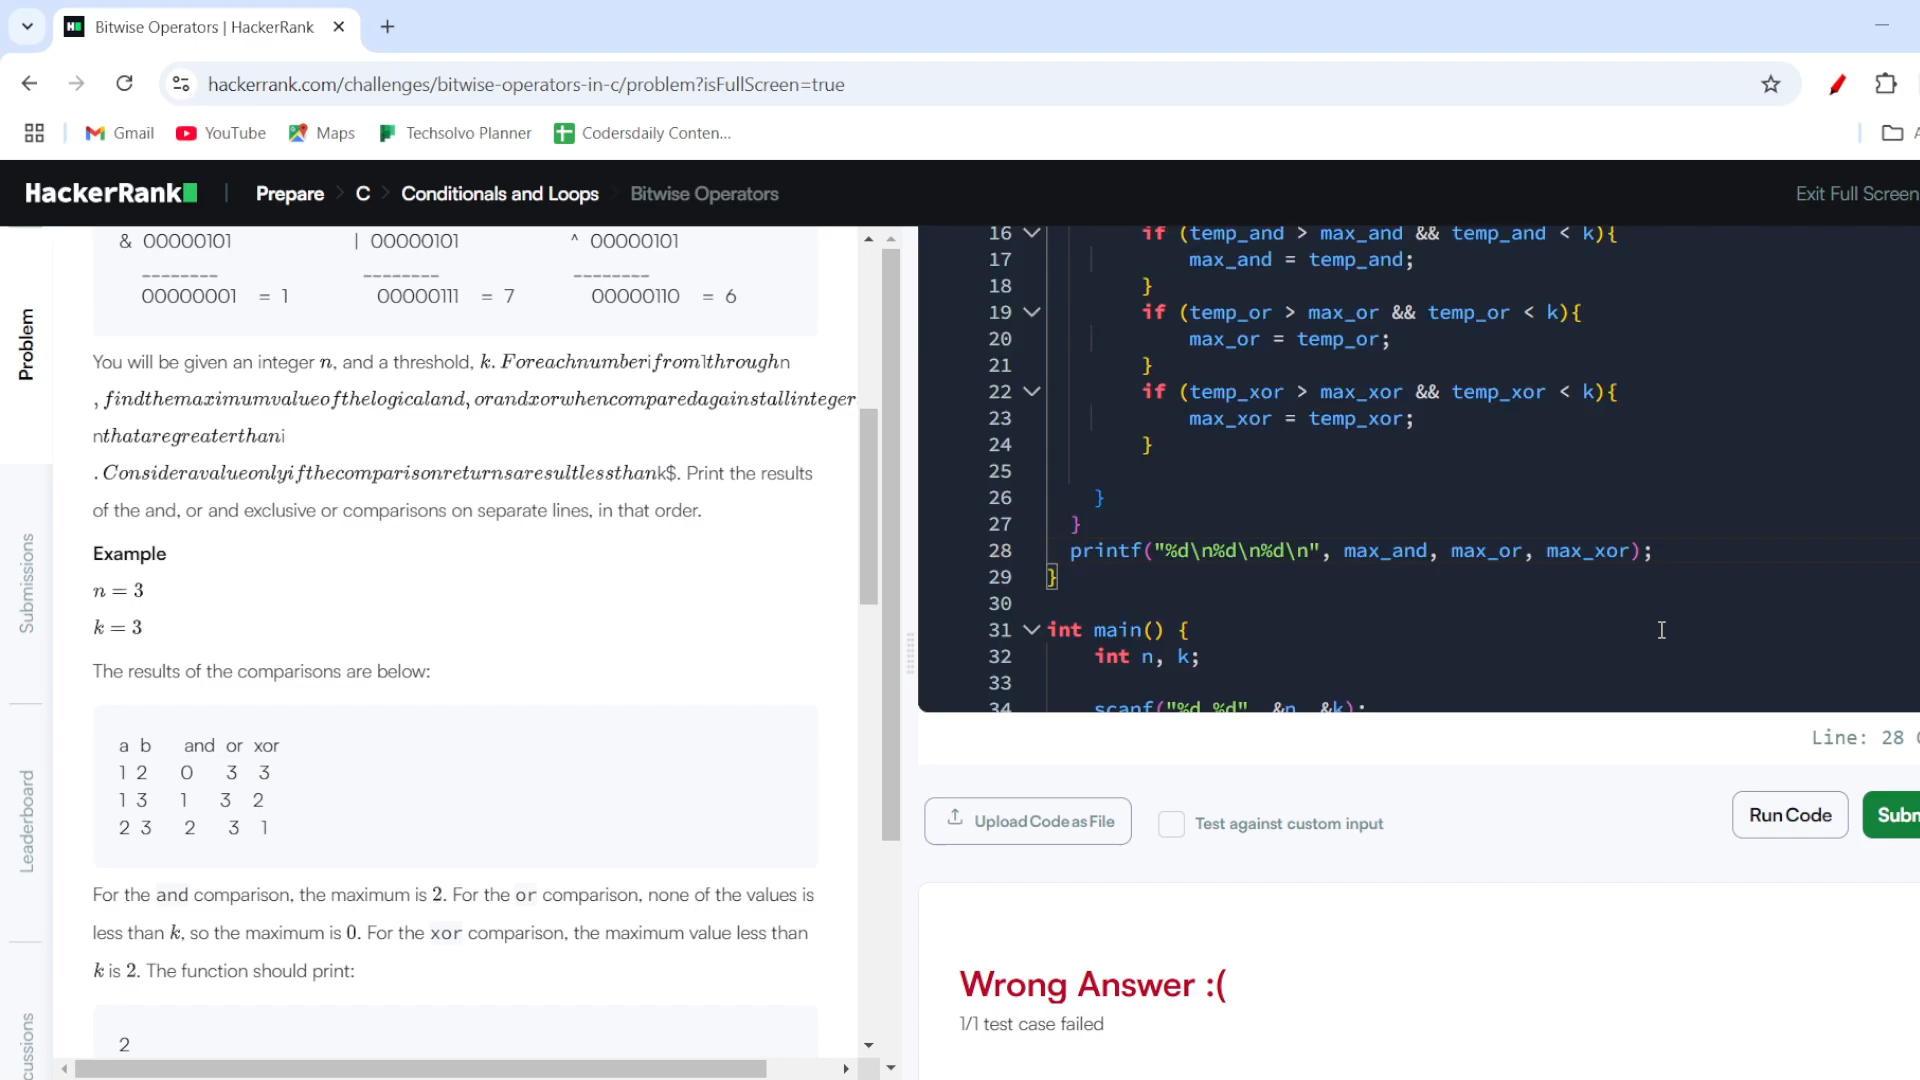 Bitwise Operators | HackerRank
hackerrank.com/challenges/bitwise-operators-in-c/problem?isFullScreen=true
Gmail YouTube Maps Techsolvo Planner Codersdaily Conten...
HackerRank | Prepare > C > Conditionals and Loops > Bitwise Operators
Exit Full Screen
Problem
Submissions
Leaderboard
& 00000101 | 00000101 ^ 00000101
-------- -------- --------
00000001 = 1 00000111 = 7 00000110 = 6
You will be given an integer n, and a threshold, k.Foreachnumberifrom1throughn
,findthemaximumvalueofthelogicaland,orandxorwhencomparedagainstallinteger
nthataregreaterthani
.Consideravalueonlyifthecomparisonreturnsaresultlessthank$. Print the results
of the and, or and exclusive or comparisons on separate lines, in that order.
Example
n = 3
k = 3
The results of the comparisons are below:
a b and or xor
1 2 0 3 3
1 3 1 3 2
2 3 2 3 1
For the and comparison, the maximum is 2. For the or comparison, none of the values is
less than k, so the maximum is 0. For the xor comparison, the maximum value less than
k is 2. The function should print:
2
16 if (temp_and > max_and && temp_and < k){
17 max_and = temp_and;
18 }
19 if (temp_or > max_or && temp_or < k){
20 max_or = temp_or;
21 }
22 if (temp_xor > max_xor && temp_xor < k){
23 max_xor = temp_xor;
24 }
25
26 }
27 }
28 printf("%d\n%d\n%d\n", max_and, max_or, max_xor);
29 }
30
31 int main() {
32 int n, k;
33
34 scanf("%d %d", &n, &k);
Line: 28
Upload Code as File
Test against custom input
Run Code
Wrong Answer :(
1/1 test case failed